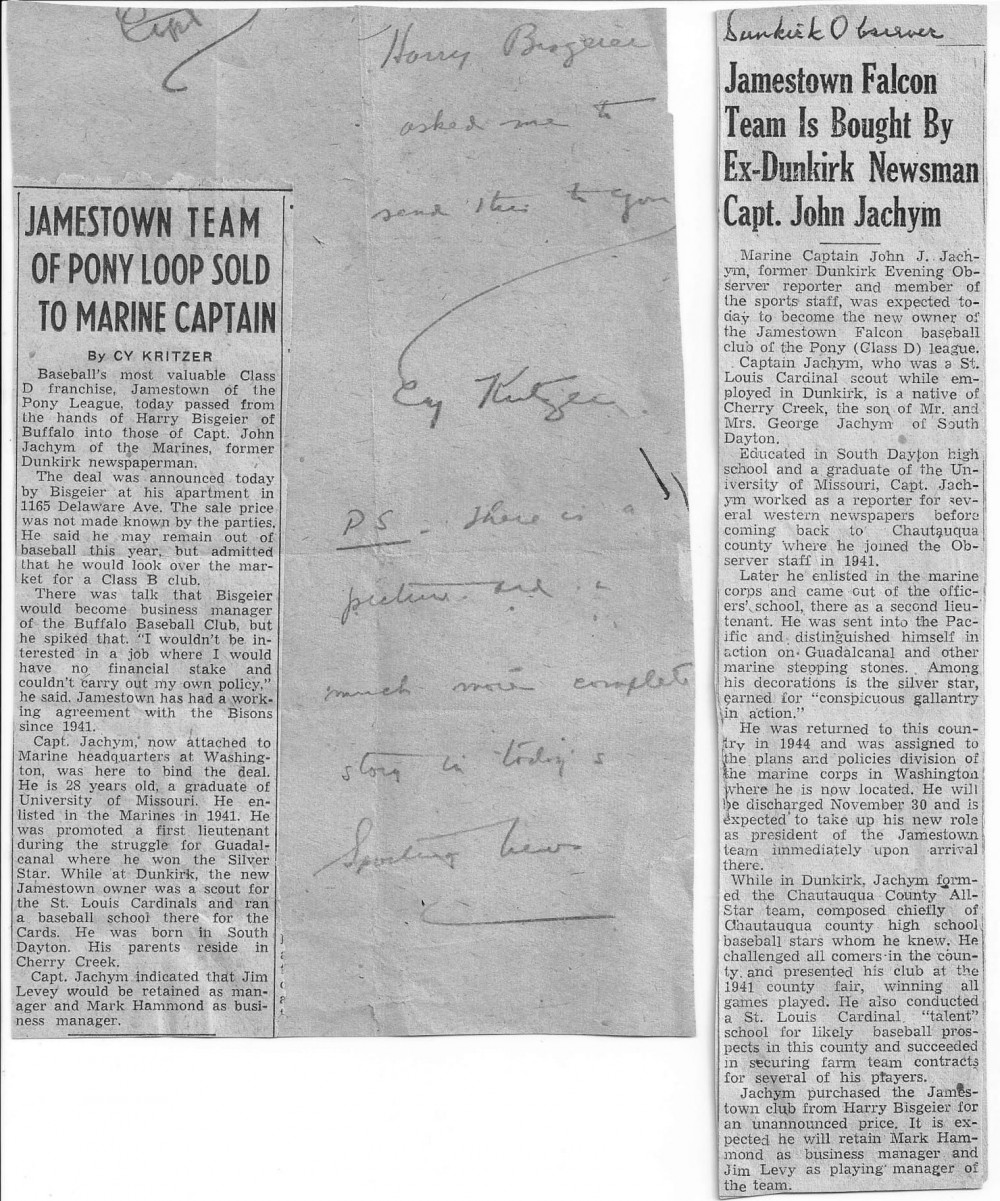 Capt
Harry Bisgeier
asked me to
send this to you
Cy Kritzer
PS - There is a
picture and a
much more complete
story in today's
Sporting News
JAMESTOWN TEAM
OF PONY LOOP SOLD
TO MARINE CAPTAIN
By CY KRITZER
Baseball's most valuable Class
D franchise, Jamestown of the
Pony League, today passed from
the hands of Harry Bisgeier of
Buffalo into those of Capt. John
Jachym of the Marines, former
Dunkirk newspaperman.
The deal was announced today
by Bisgeier at his apartment in
1165 Delaware Ave. The sale price
was not made known by the parties.
He said he may remain out of
baseball this year, but admitted
that he would look over the mar-
ket for a Class B club.
There was talk that Bisgeier
would become business manager
of the Buffalo Baseball Club, but
he spiked that. "I wouldn't be in-
terested in a job where I would
have no financial stake and
couldn't carry out my own policy,"
he said. Jamestown has had a work-
ing agreement with the Bisons
since 1941.
Capt. Jachym, now attached to
Marine headquarters at Washing-
ton, was here to bind the deal.
He is 28 years old, a graduate of
University of Missouri. He en-
listed in the Marines in 1941. He
was promoted a first lieutenant
during the struggle for Guadal-
canal where he won the Silver
Star. While at Dunkirk, the new
Jamestown owner was a scout for
the St. Louis Cardinals and ran
a baseball school there for the
Cards. He was born in South
Dayton. His parents reside in
Cherry Creek.
Capt. Jachym indicated that Jim
Levey would be retained as man-
ager and Mark Hammond as busi-
ness manager.
Dunkirk Observer
Jamestown Falcon
Team Is Bought By
Ex-Dunkirk Newsman
Capt. John Jachym
Marine Captain John J. Jach-
ym, former Dunkirk Evening Ob-
server reporter and member of
the sports staff, was expected to-
day to become the new owner of
the Jamestown Falcon baseball
club of the Pony (Class D) league.
Captain Jachym, who was a St.
Louis Cardinal scout while em-
ployed in Dunkirk, is a native of
Cherry Creek, the son of Mr. and
Mrs. George Jachym of South
Dayton.
Educated in South Dayton high
school and a graduate of the Un-
iversity of Missouri, Capt. Jach-
ym worked as a reporter for sev-
eral western newspapers before
coming back to Chautauqua
county where he joined the Ob-
server staff in 1941.
Later he enlisted in the marine
corps and came out of the offic-
ers' school, there as a second lieu-
tenant. He was sent into the Pac-
ific and distinguished himself in
action on Guadalcanal and other
marine stepping stones. Among
his decorations is the silver star,
earned for "conspicuous gallantry
in action."
He was returned to this coun-
try in 1944 and was assigned to
the plans and policies division of
the marine corps in Washington
where he is now located. He will
be discharged November 30 and is
expected to take up his new role
as president of the Jamestown
team immediately upon arrival
there.
While in Dunkirk, Jachym form-
ed the Chautauqua County All-
Star team, composed chiefly of
Chautauqua county high school
baseball stars whom he knew. He
challenged all comers in the coun-
ty and presented his club at the
1941 county fair, winning all
games played. He also conducted
a St. Louis Cardinal "talent"
school for likely baseball pros-
pects in this county and succeeded
in securing farm team contracts
for several of his players.
Jachym purchased the James-
town club from Harry Bisgeier for
an unannounced price. It is ex-
pected he will retain Mark Ham-
mond as business manager and
Jim Levy as playing manager of
the team.